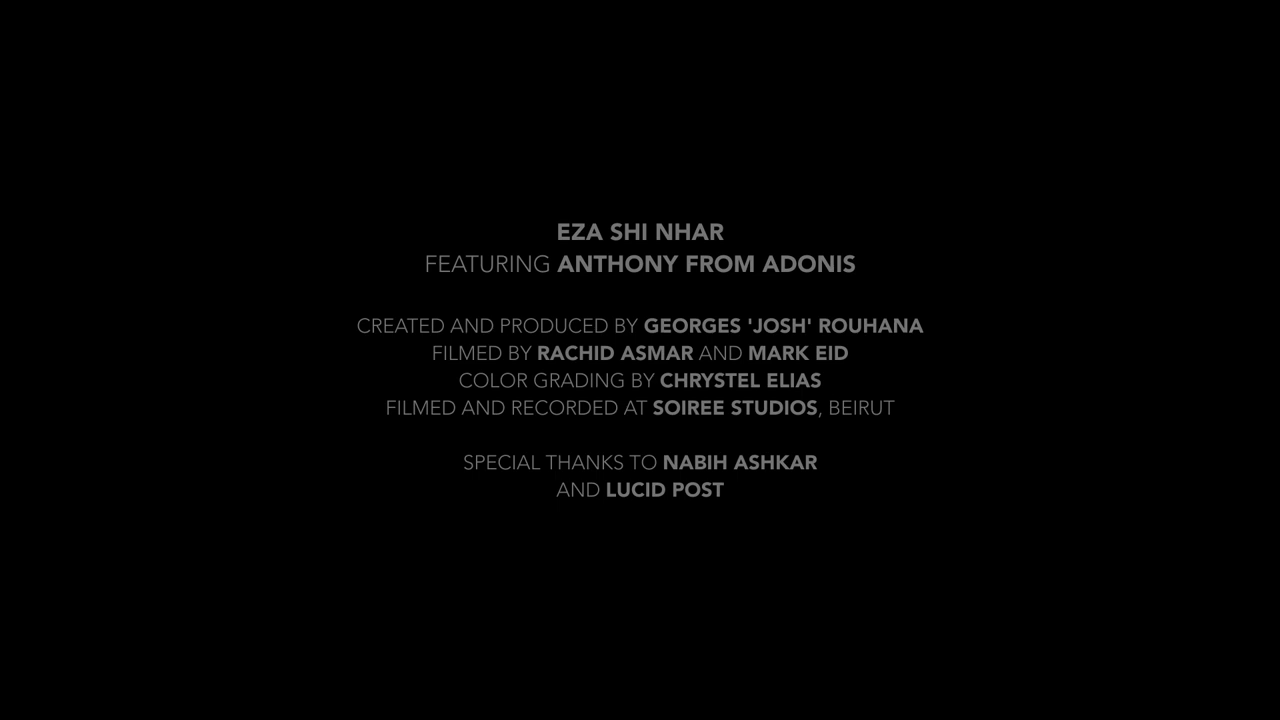 EZA SHI NHAR
FEATURING ANTHONY FROM ADONIS
CREATED AND PRODUCED BY GEORGES 'JOSH' ROUHANA
FILMED BY RACHID ASMAR AND MARK EID
COLOR GRADING BY CHRYSTEL ELIAS
FILMED AND RECORDED AT SOIREE STUDIOS, BEIRUT
SPECIAL THANKS TO NABIH ASHKAR
AND LUCID POST